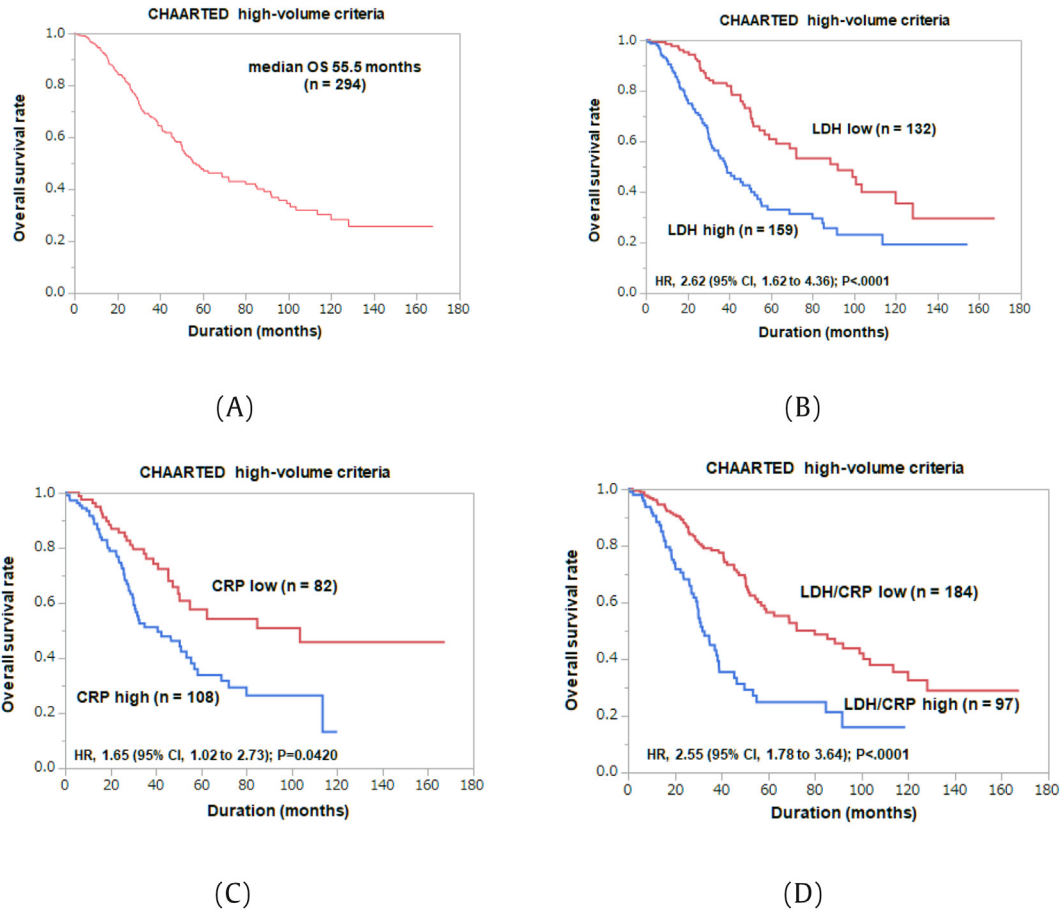 CHAARTED high-volume criteria
Overall survival rate
1.0
0.8
0.6
0.4
0.2
0.0
median OS 55.5 months
(n = 294)
0 20 40 60 80 100 120 140 160 180
Duration (months)
(A)
CHAARTED high-volume criteria
Overall survival rate
1.0
0.8
0.6
0.4
0.2
0.0
LDH low (n = 132)
LDH high (n = 159)
HR, 2.62 (95% CI, 1.62 to 4.36); P<.0001
0 20 40 60 80 100 120 140 160 180
Duration (months)
(B)
CHAARTED high-volume criteria
Overall survival rate
1.0
0.8
0.6
0.4
0.2
0.0
CRP low (n = 82)
CRP high (n = 108)
HR, 1.65 (95% CI, 1.02 to 2.73); P=0.0420
0 20 40 60 80 100 120 140 160 180
Duration (months)
(C)
CHAARTED high-volume criteria
Overall survival rate
1.0
0.8
0.6
0.4
0.2
0.0
LDH/CRP low (n = 184)
LDH/CRP high (n = 97)
HR, 2.55 (95% CI, 1.78 to 3.64); P<.0001
0 20 40 60 80 100 120 140 160 180
Duration (months)
(D)